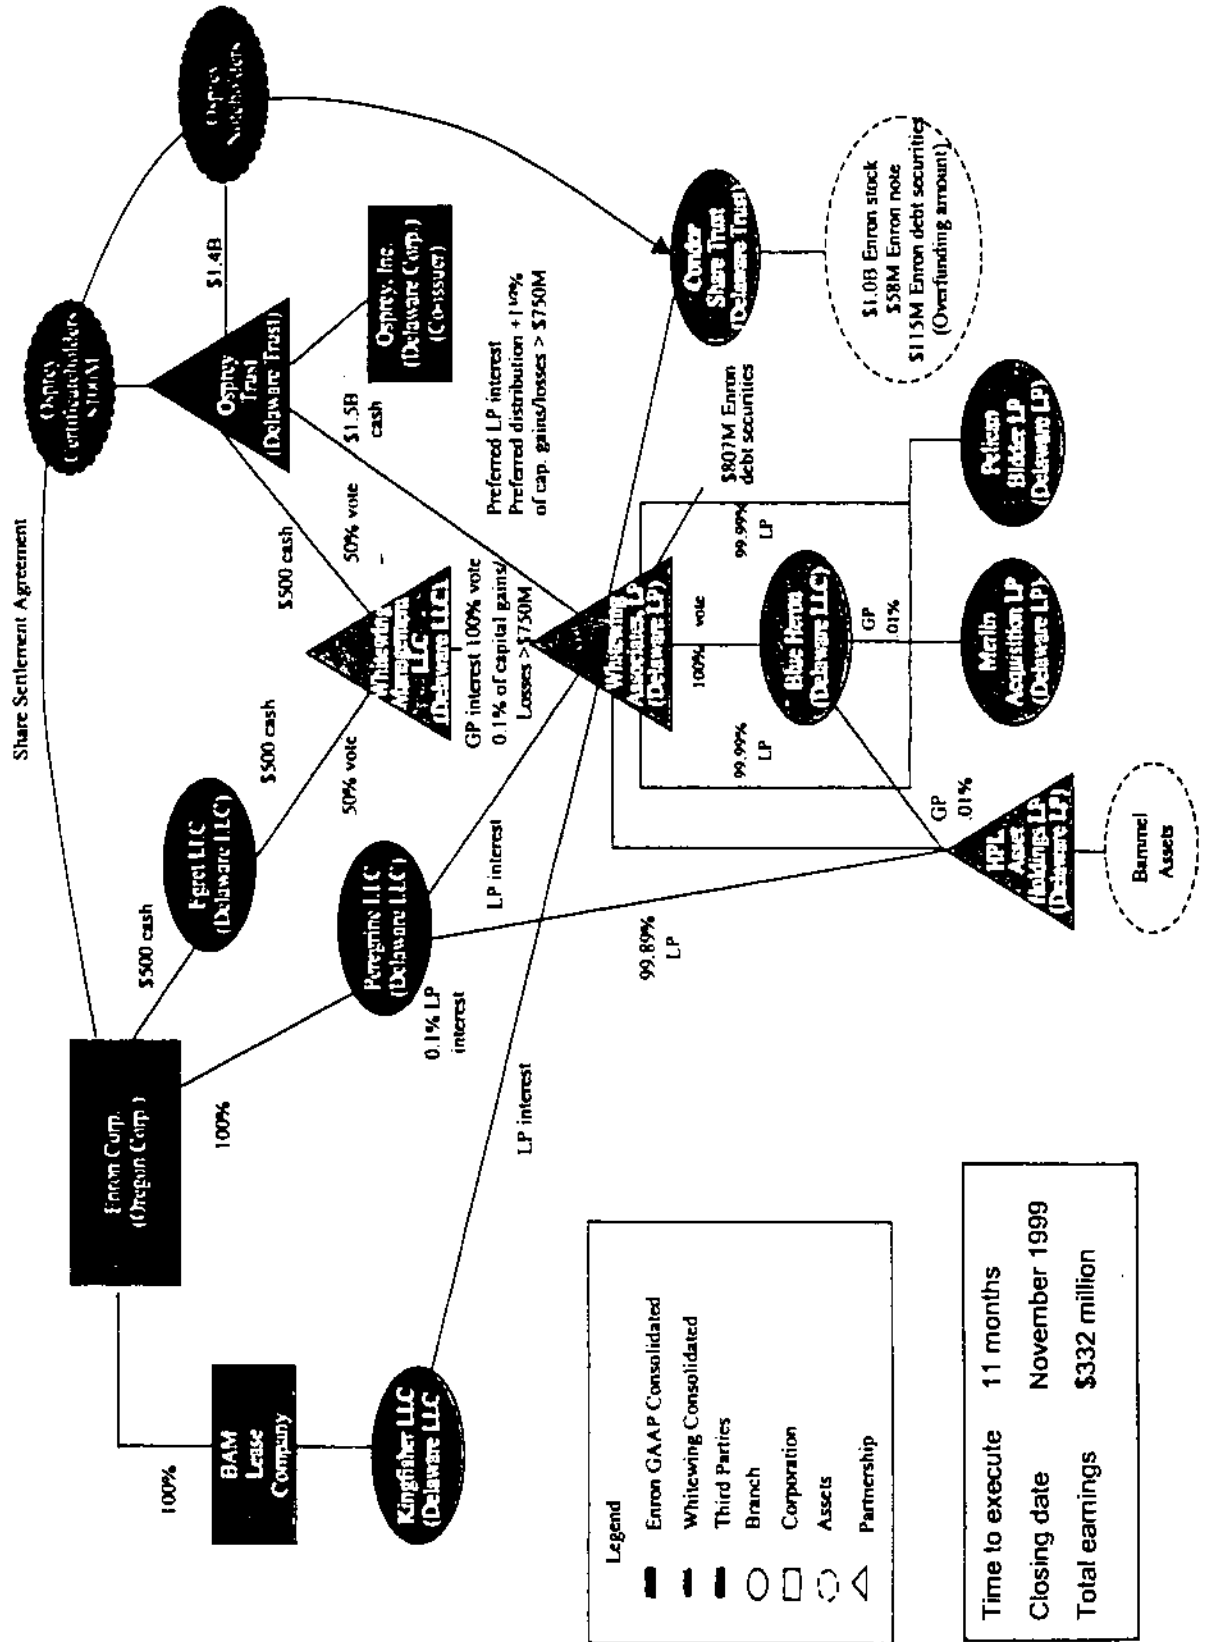 Share Settlement Agreement
Enron Corp.
(Oregon Corp.)
100%
BAM
Lease
Company
Kingfisher LLC
(Delaware LLC
$500 cash
Egret LLC
(Delaware LLC)
$500 cash
50% vote
100%
Peregrine LLC
(Delaware LLC)
0.1% LP
interest
LP interest
LP interest
99.89%
LP
Osprey
Certificateholders
$100M
Osprey
Noteholders
$1.4B
Osprey
Trust
(Delaware Trust)
Osprey, Inc.
(Delaware Corp.)
(Co-issuer)
$500 cash
50% vote
$1.5B
cash
Whitewing
Management
LLC
(Delaware LLC)
GP interest 100% vote
0.1% of capital gains/
Losses >$750M
Preferred LP interest
Preferred distribution
of cap. gains/losses > $750M
Condor
Share Trust
(Delaware Trust)
$1.0B Enron stock
$58M Enron note
$115M Enron debt securities
(Overfunding amount)
Whitewing
Associates, LP
(Delaware LP)
$807M Enron
debt securities
99.99%
LP
100%
vote
99.99%
LP
Blue Heron
(Delaware LLC)
GP
.01%
GP
.01%
Pelican
Bidder, LP
(Delaware LP)
Merlin
Acquisition LP
(Delaware LP)
HPL
Asset
Holdings LP
(Delaware LP)
Bammel
Assets
Legend
Enron GAAP Consolidated
Whitewing Consolidated
Third Parties
Branch
Corporation
Assets
Partnership
Time to execute 11 months
Closing date November 1999
Total earnings $332 million